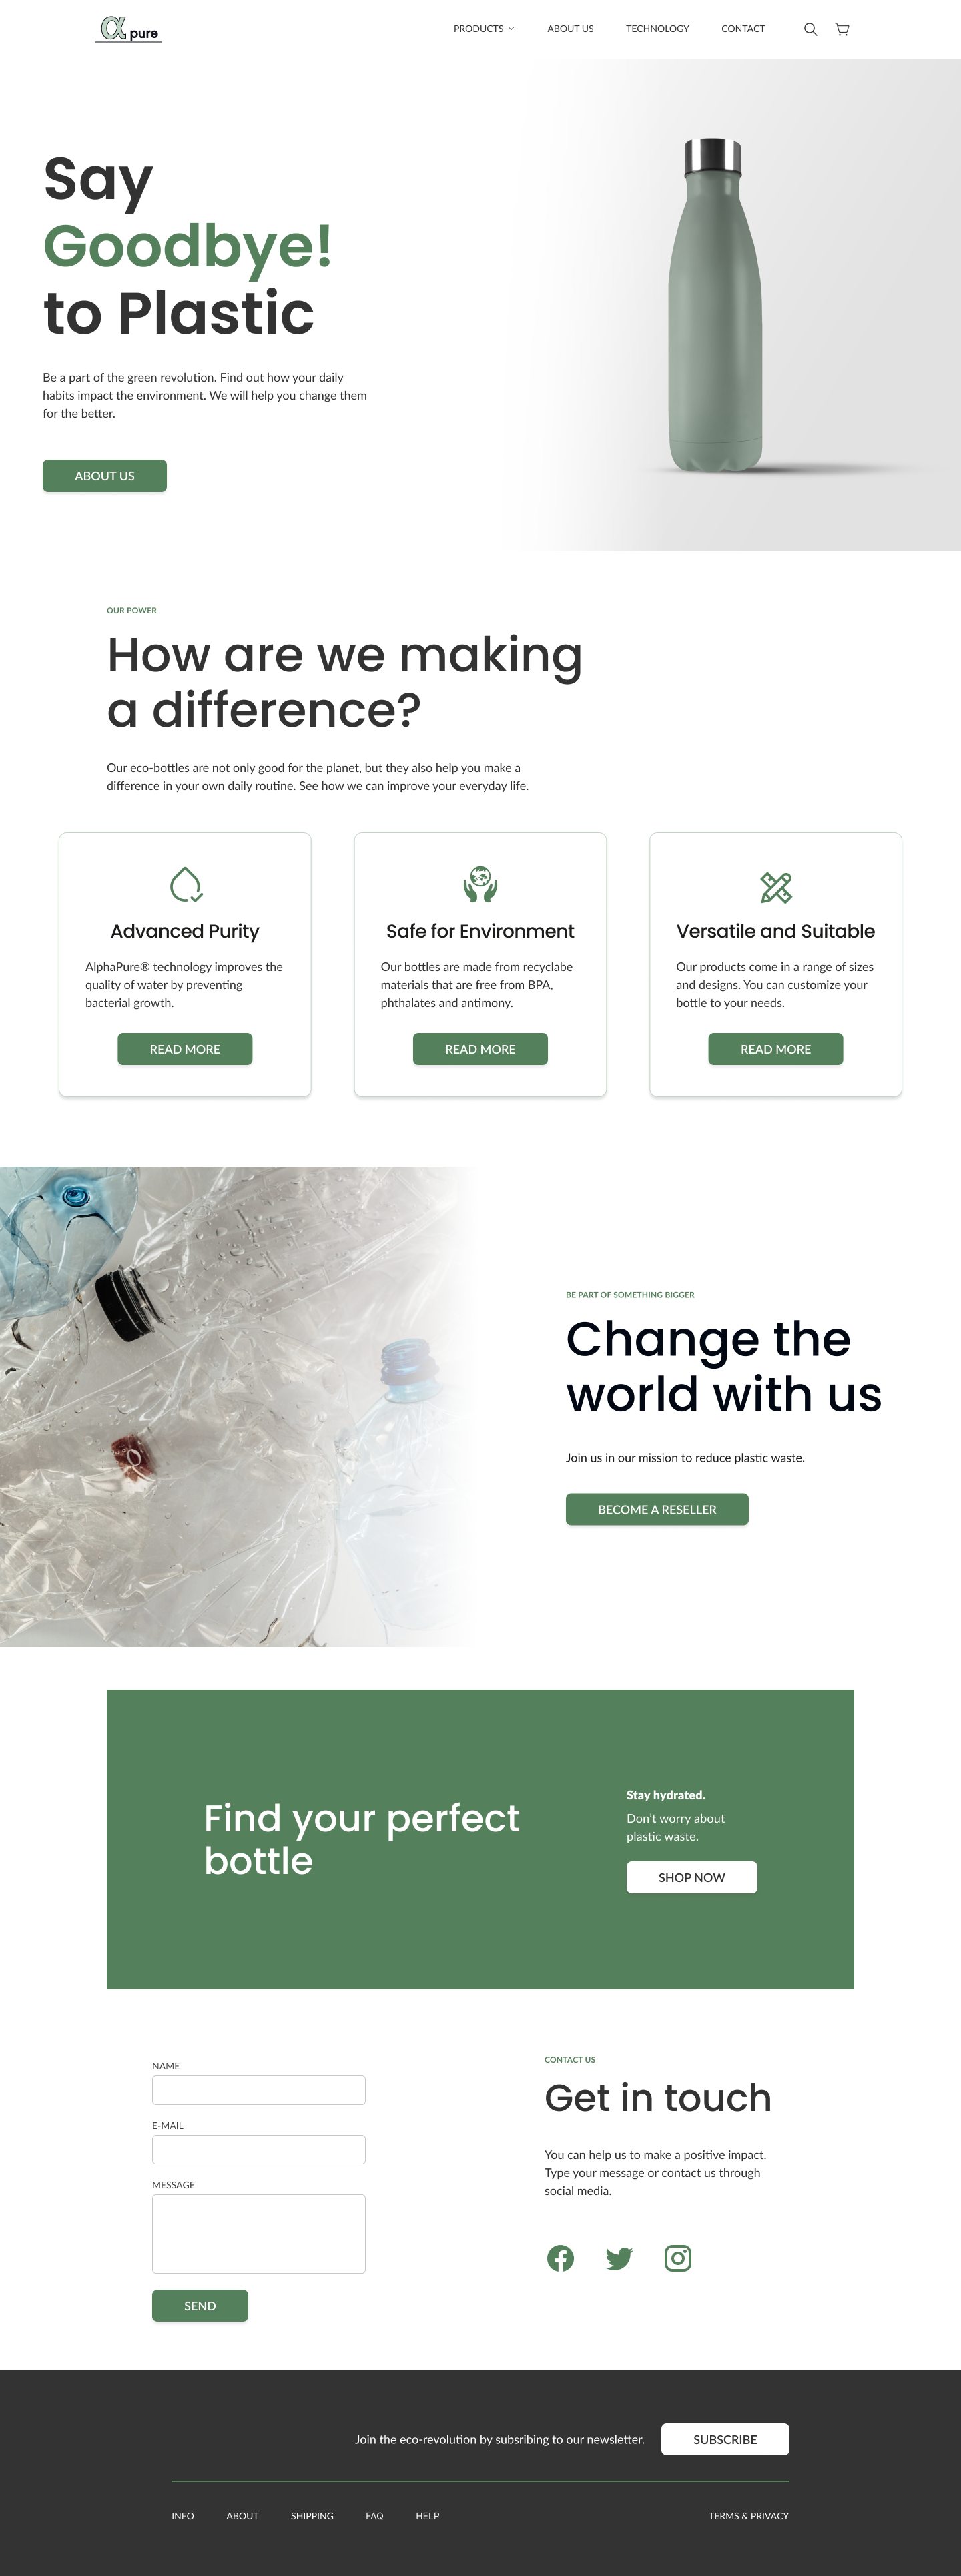 α pure
PRODUCTS
ABOUT US
TECHNOLOGY
CONTACT
Say
Goodbye!
to Plastic
Be a part of the green revolution. Find out how your daily
habits impact the environment. We will help you change them
for the better.
ABOUT US
OUR POWER
How are we making
a difference?
Our eco-bottles are not only good for the planet, but they also help you make a
difference in your own daily routine. See how we can improve your everyday life.
Advanced Purity
AlphaPure® technology improves the
quality of water by preventing
bacterial growth.
READ MORE
Safe for Environment
Our bottles are made from recyclabe
materials that are free from BPA,
phthalates and antimony.
READ MORE
Versatile and Suitable
Our products come in a range of sizes
and designs. You can customize your
bottle to your needs.
READ MORE
BE PART OF SOMETHING BIGGER
Change the
world with us
Join us in our mission to reduce plastic waste.
BECOME A RESELLER
Find your perfect
bottle
Stay hydrated.
Don't worry about
plastic waste.
SHOP NOW
NAME
E-MAIL
MESSAGE
SEND
CONTACT US
Get in touch
You can help us to make a positive impact.
Type your message or contact us through
social media.
Join the eco-revolution by subsribing to our newsletter.
SUBSCRIBE
INFO
ABOUT
SHIPPING
FAQ
HELP
TERMS & PRIVACY